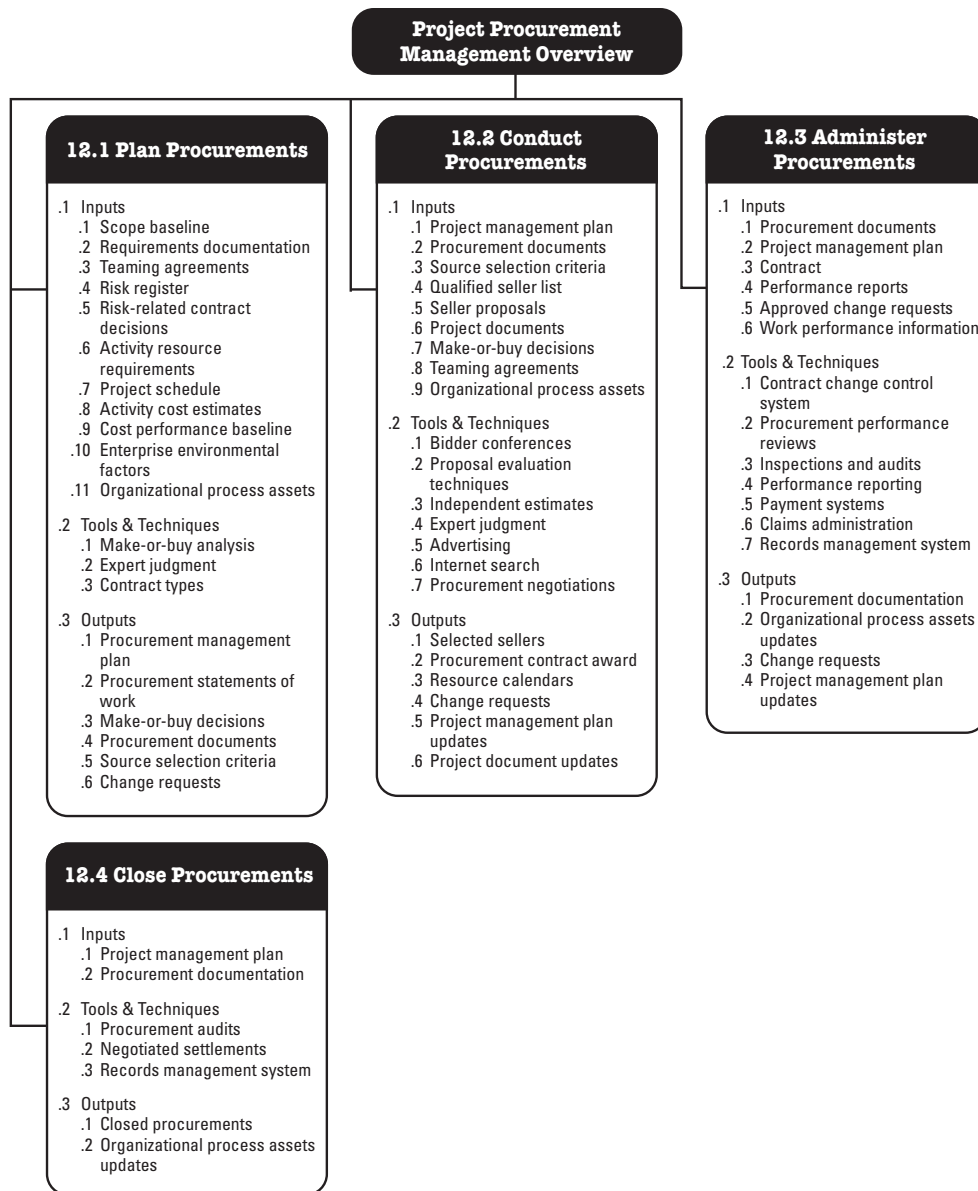 Project Procurement
Management Overview
12.1 Plan Procurements
.1 Inputs
.1 Scope baseline
.2 Requirements documentation
.3 Teaming agreements
.4 Risk register
.5 Risk-related contract
decisions
.6 Activity resource
requirements
.7 Project schedule
.8 Activity cost estimates
.9 Cost performance baseline
.10 Enterprise environmental
factors
.11 Organizational process assets
.2 Tools & Techniques
.1 Make-or-buy analysis
.2 Expert judgment
.3 Contract types
.3 Outputs
.1 Procurement management
plan
.2 Procurement statements of
work
.3 Make-or-buy decisions
.4 Procurement documents
.5 Source selection criteria
.6 Change requests
12.2 Conduct
Procurements
.1 Inputs
.1 Project management plan
.2 Procurement documents
.3 Source selection criteria
.4 Qualified seller list
.5 Seller proposals
.6 Project documents
.7 Make-or-buy decisions
.8 Teaming agreements
.9 Organizational process assets
.2 Tools & Techniques
.1 Bidder conferences
.2 Proposal evaluation
techniques
.3 Independent estimates
.4 Expert judgment
.5 Advertising
.6 Internet search
.7 Procurement negotiations
.3 Outputs
.1 Selected sellers
.2 Procurement contract award
.3 Resource calendars
.4 Change requests
.5 Project management plan
updates
.6 Project document updates
12.3 Administer
Procurements
.1 Inputs
.1 Procurement documents
.2 Project management plan
.3 Contract
.4 Performance reports
.5 Approved change requests
.6 Work performance information
.2 Tools & Techniques
.1 Contract change control
system
.2 Procurement performance
reviews
.3 Inspections and audits
.4 Performance reporting
.5 Payment systems
.6 Claims administration
.7 Records management system
.3 Outputs
.1 Procurement documentation
.2 Organizational process assets
updates
.3 Change requests
.4 Project management plan
updates
12.4 Close Procurements
.1 Inputs
.1 Project management plan
.2 Procurement documentation
.2 Tools & Techniques
.1 Procurement audits
.2 Negotiated settlements
.3 Records management system
.3 Outputs
.1 Closed procurements
.2 Organizational process assets
updates